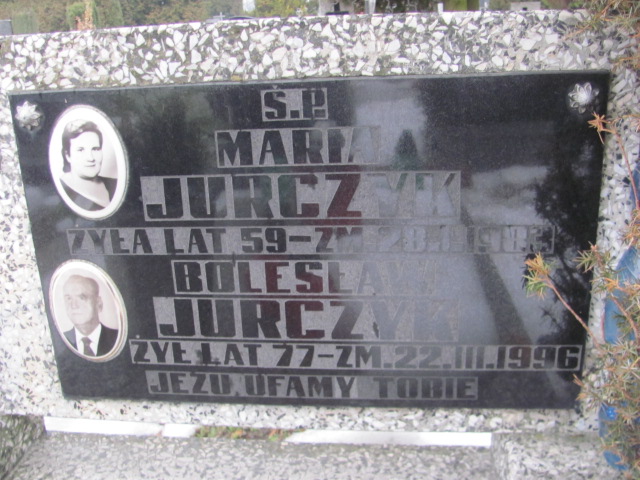 Ś.P.
MARIA
JURCZYK
ŻYŁA LAT 59-ZM.
BOLESŁAW
JURCZYK
ŻYŁ LAT 77-ZM.22.III.1996
JEZU UFAMY TOBIE